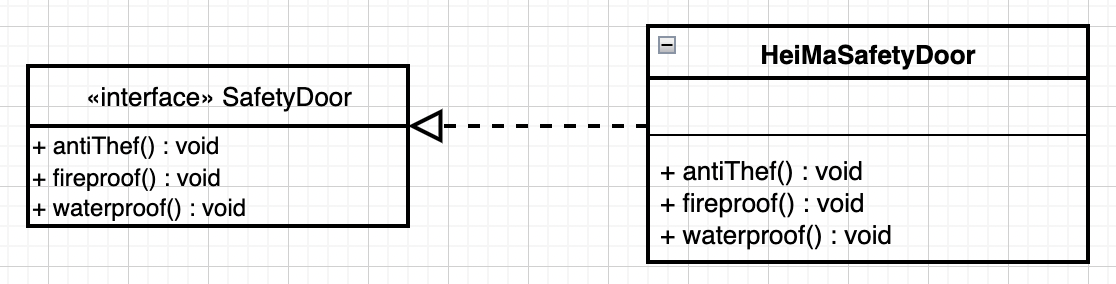 «interface» SafetyDoor
+ antiThef() : void
+ fireproof() : void
+ waterproof() : void
HeiMaSafetyDoor
+ antiThef() : void
+ fireproof() : void
+ waterproof() : void